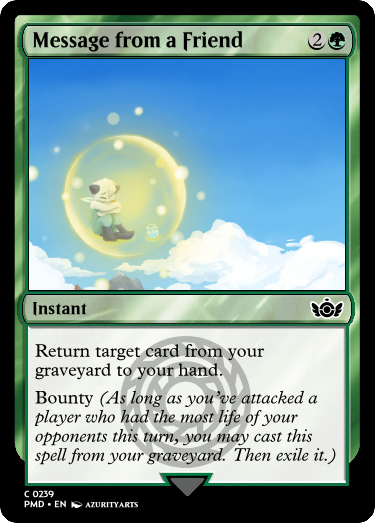 Message from a Friend 2
Instant
Return target card from your
graveyard to your hand.
Bounty (As long as you've attacked a
player who had the most life of your
opponents this turn, you may cast this
spell from your graveyard. Then exile it.)
C 0239
PMD • EN AZURITYARTS